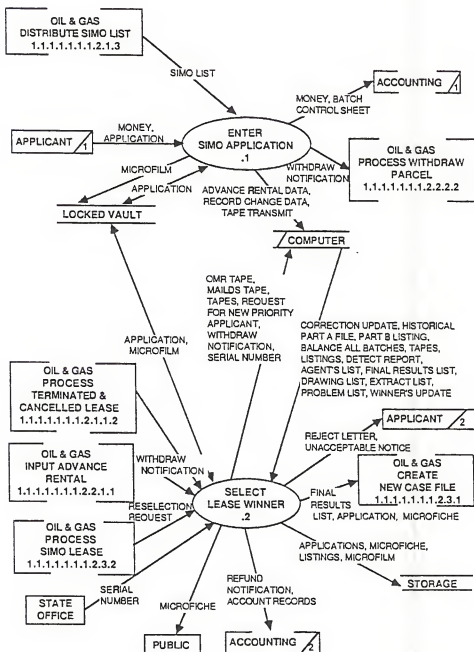 OIL & GAS
DISTRIBUTE SIMO LIST
1.1.1.1.1.1.1.2.1.3
SIMO LIST
ACCOUNTING /1
MONEY, BATCH
CONTROL SHEET
APPLICANT /1
MONEY,
APPLICATION
ENTER
SIMO APPLICATION
.1
OIL & GAS
PROCESS WITHDRAW
PARCEL
1.1.1.1.1.1.1.2.2.2.2
WITHDRAW
NOTIFICATION
MICROFILM
APPLICATION
LOCKED VAULT
ADVANCE RENTAL DATA,
RECORD CHANGE DATA,
TAPE TRANSMIT
COMPUTER
OMR TAPE,
MAILDS TAPE,
TAPES, REQUEST
FOR NEW PRIORITY
APPLICANT,
WITHDRAW
NOTIFICATION,
SERIAL NUMBER
CORRECTION UPDATE, HISTORICAL
PART A FILE, PART B LISTING,
BALANCE ALL BATCHES, TAPES,
LISTINGS, DETECT REPORT,
AGENT'S LIST, FINAL RESULTS LIST,
DRAWING LIST, EXTRACT LIST,
PROBLEM LIST, WINNER'S UPDATE
APPLICATION,
MICROFILM
OIL & GAS
PROCESS
TERMINATED &
CANCELLED LEASE
1.1.1.1.1.1.1.2.1.1.2
WITHDRAW
NOTIFICATION
OIL & GAS
INPUT ADVANCE
RENTAL
1.1.1.1.1.1.1.2.2.1.1
RESELECTION
REQUEST
OIL & GAS
PROCESS
SIMO LEASE
1.1.1.1.1.1.1.2.3.2
SERIAL
NUMBER
STATE
OFFICE
SELECT
LEASE WINNER
.2
APPLICANT /2
REJECT LETTER,
UNACCEPTABLE NOTICE
OIL & GAS
CREATE
NEW CASE FILE
1.1.1.1.1.1.1.2.3.1
FINAL
RESULTS
LIST, APPLICATION, MICROFICHE
APPLICATIONS, MICROFICHE,
LISTINGS, MICROFILM
STORAGE
REFUND
NOTIFICATION,
ACCOUNT RECORDS
MICROFICHE
PUBLIC
ACCOUNTING /2